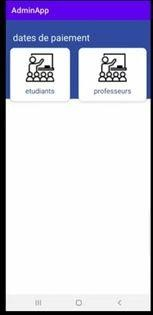 AdminApp
dates de paiement
etudiants
professeurs